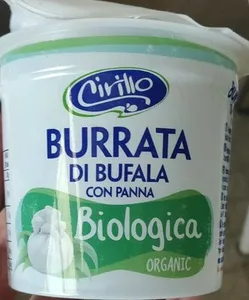 Cirillo
BURRATA
DI BUFALA
CON PANNA
Biologica
ORGANIC